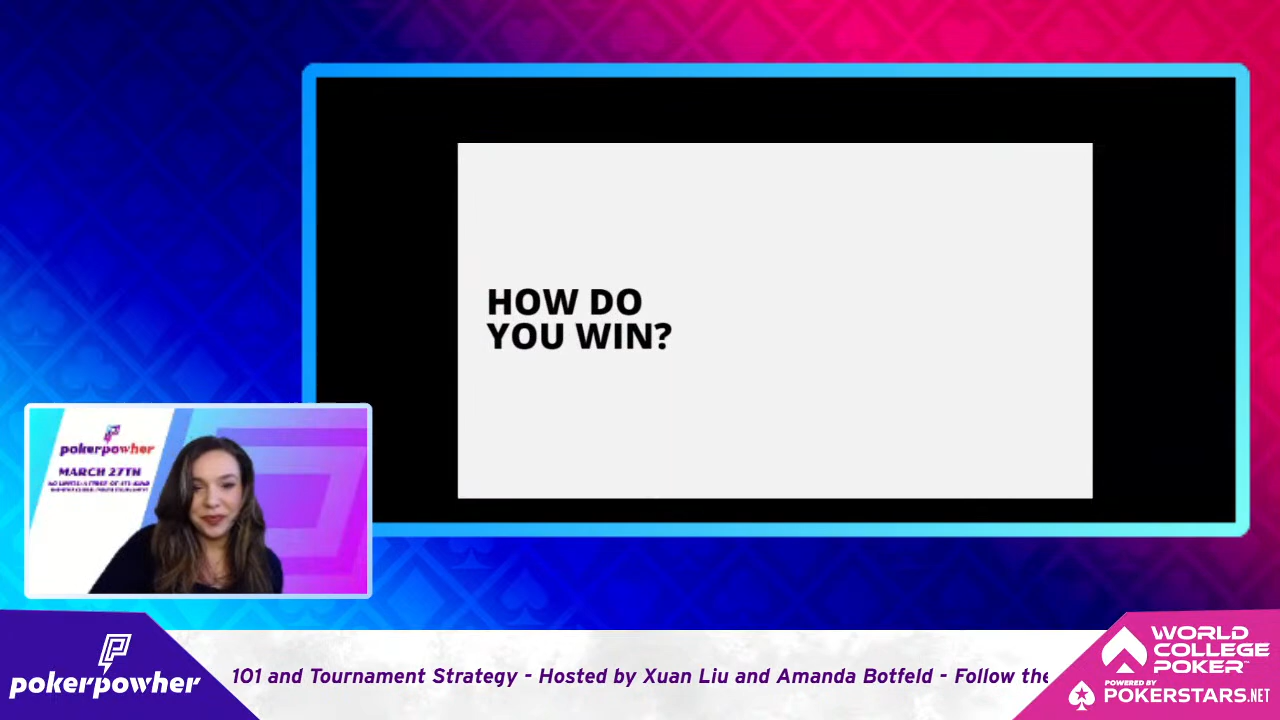 HOW DO
YOU WIN?
pokerpowher
MARCH 27TH
101 and Tournament Strategy - Hosted by Xuan Liu and Amanda Botfeld - Follow the
pokerpowher
WORLD
COLLEGE
POKER
POWERED BY
POKERSTARS.NET